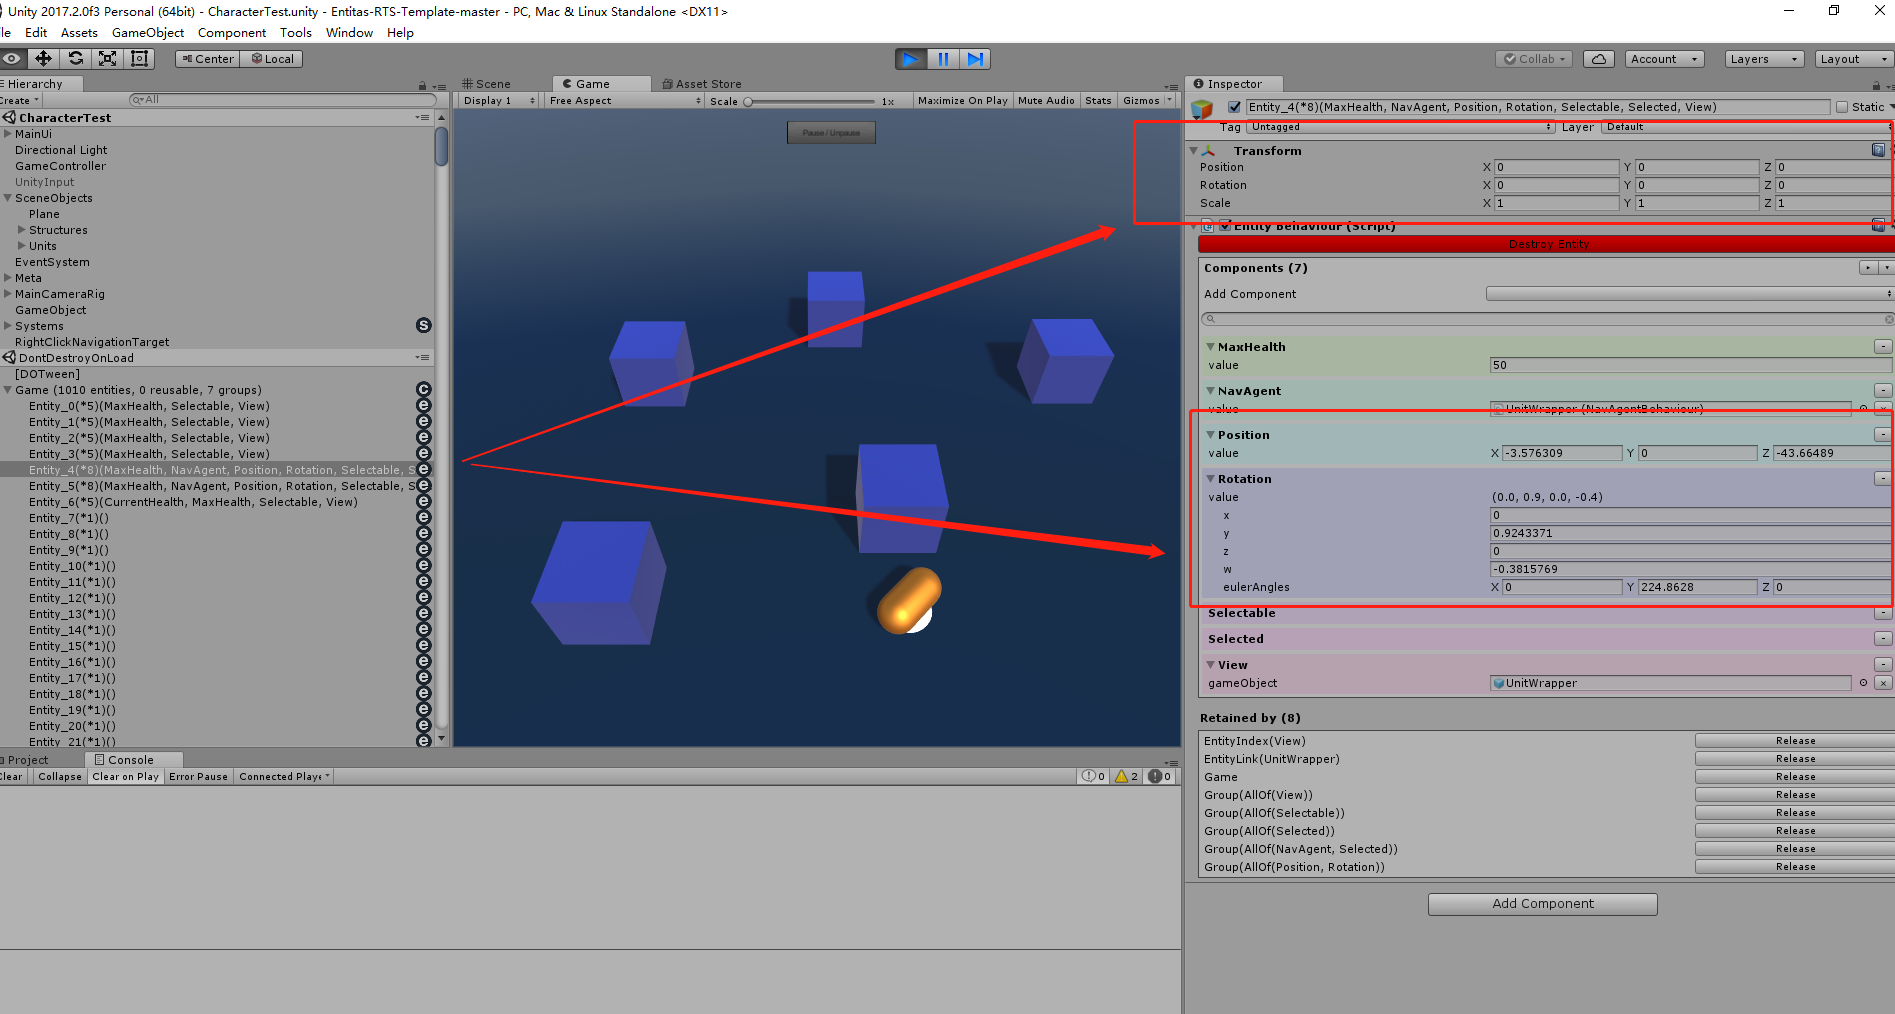 Unity 2017.2.0f3 Personal (64bit) - CharacterTest.unity - Entitas-RTS-Template-master - PC, Mac & Linux Standalone <DX11>
le Edit Assets GameObject Component Tools Window Help
Center Local Collab Account Layers Layout
Hierarchy
Create All
CharacterTest
MainUi
Directional Light
GameController
UnityInput
SceneObjects
Plane
Structures
Units
EventSystem
Meta
MainCameraRig
GameObject
Systems S
RightClickNavigationTarget
DontDestroyOnLoad
[DOTween]
Game (1010 entities, 0 reusable, 7 groups) C
Entity_0(*5)(MaxHealth, Selectable, View) e
Entity_1(*5)(MaxHealth, Selectable, View) e
Entity_2(*5)(MaxHealth, Selectable, View) e
Entity_3(*5)(MaxHealth, Selectable, View) e
Entity_4(*8)(MaxHealth, NavAgent, Position, Rotation, Selectable, S e
Entity_5(*8)(MaxHealth, NavAgent, Position, Rotation, Selectable, S e
Entity_6(*5)(CurrentHealth, MaxHealth, Selectable, View) e
Entity_7(*1)() e
Entity_8(*1)() e
Entity_9(*1)() e
Entity_10(*1)() e
Entity_11(*1)() e
Entity_12(*1)() e
Entity_13(*1)() e
Entity_14(*1)() e
Entity_15(*1)() e
Entity_16(*1)() e
Entity_17(*1)() e
Entity_18(*1)() e
Entity_19(*1)() e
Entity_20(*1)() e
Entity_21(*1)() e
Scene Game Asset Store
Display 1 Free Aspect Scale 1x Maximize On Play Mute Audio Stats Gizmos
Pause / Unpause
Inspector
Entity_4(*8)(MaxHealth, NavAgent, Position, Rotation, Selectable, Selected, View) Static
Tag Untagged Layer Default
Transform
Position X 0 Y 0 Z 0
Rotation X 0 Y 0 Z 0
Scale X 1 Y 1 Z 1
Entity Behaviour (Script)
Destroy Entity
Components (7)
Add Component
MaxHealth -
value 50
NavAgent -
value UnitWrapper (NavAgentBehaviour) x
Position -
value X -3.576309 Y 0 Z -43.66489
Rotation -
value (0.0, 0.9, 0.0, -0.4)
x 0
y 0.9243371
z 0
w -0.3815769
eulerAngles X 0 Y 224.8628 Z 0
Selectable -
Selected -
View -
gameObject UnitWrapper x
Retained by (8)
EntityIndex(View) Release
EntityLink(UnitWrapper) Release
Game Release
Group(AllOf(View)) Release
Group(AllOf(Selectable)) Release
Group(AllOf(Selected)) Release
Group(AllOf(NavAgent, Selected)) Release
Group(AllOf(Position, Rotation)) Release
Add Component
Project Console
Clear Collapse Clear on Play Error Pause Connected Playe 0 2 0